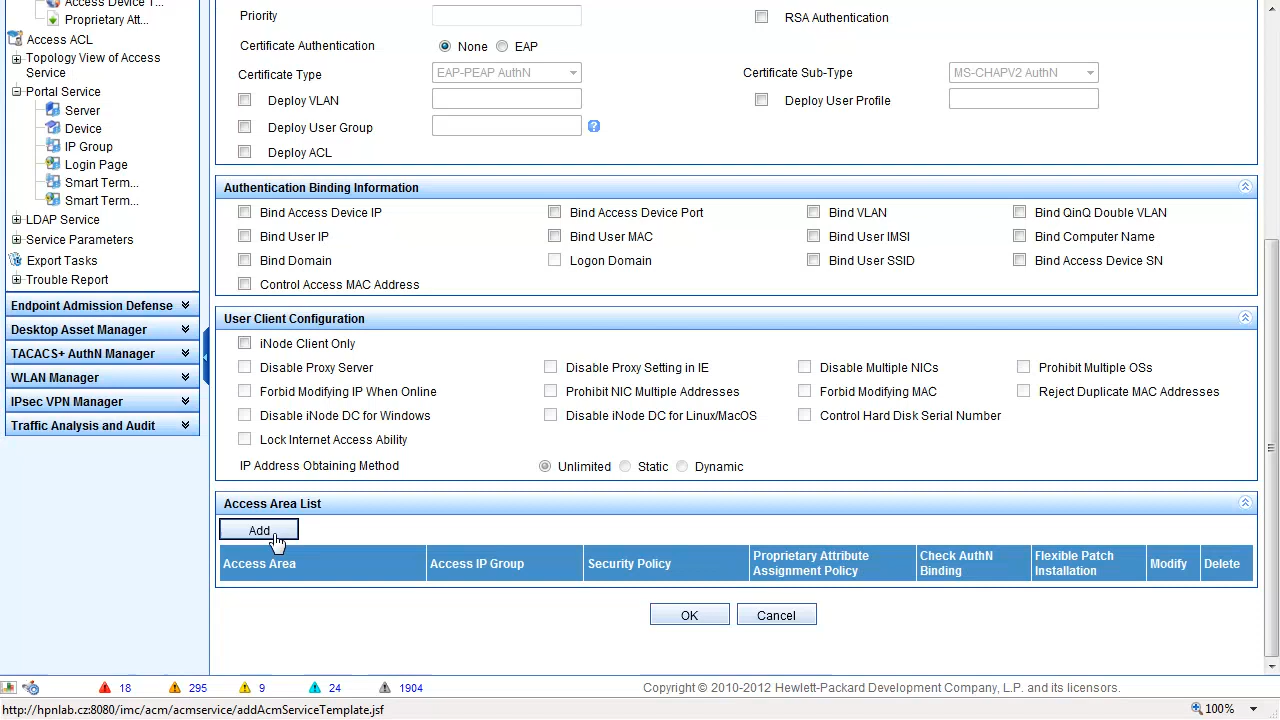 Access Device T...
Proprietary Att...
Access ACL
Topology View of Access
Service
Portal Service
Server
Device
IP Group
Login Page
Smart Term...
Smart Term...
LDAP Service
Service Parameters
Export Tasks
Trouble Report
Endpoint Admission Defense
Desktop Asset Manager
TACACS+ AuthN Manager
WLAN Manager
IPsec VPN Manager
Traffic Analysis and Audit
Priority
RSA Authentication
Certificate Authentication None EAP
Certificate Type EAP-PEAP AuthN Certificate Sub-Type MS-CHAPV2 AuthN
Deploy VLAN Deploy User Profile
Deploy User Group
Deploy ACL
Authentication Binding Information
Bind Access Device IP Bind Access Device Port Bind VLAN Bind QinQ Double VLAN
Bind User IP Bind User MAC Bind User IMSI Bind Computer Name
Bind Domain Logon Domain Bind User SSID Bind Access Device SN
Control Access MAC Address
User Client Configuration
iNode Client Only
Disable Proxy Server Disable Proxy Setting in IE Disable Multiple NICs Prohibit Multiple OSs
Forbid Modifying IP When Online Prohibit NIC Multiple Addresses Forbid Modifying MAC Reject Duplicate MAC Addresses
Disable iNode DC for Windows Disable iNode DC for Linux/MacOS Control Hard Disk Serial Number
Lock Internet Access Ability
IP Address Obtaining Method Unlimited Static Dynamic
Access Area List
Add
Access Area Access IP Group Security Policy Proprietary Attribute Assignment Policy Check AuthN Binding Flexible Patch Installation Modify Delete
OK Cancel
18 295 9 24 1904 Copyright © 2010-2012 Hewlett-Packard Development Company, L.P. and its licensors.
http://hpnlab.cz:8080/imc/acm/acmservice/addAcmServiceTemplate.jsf 100%